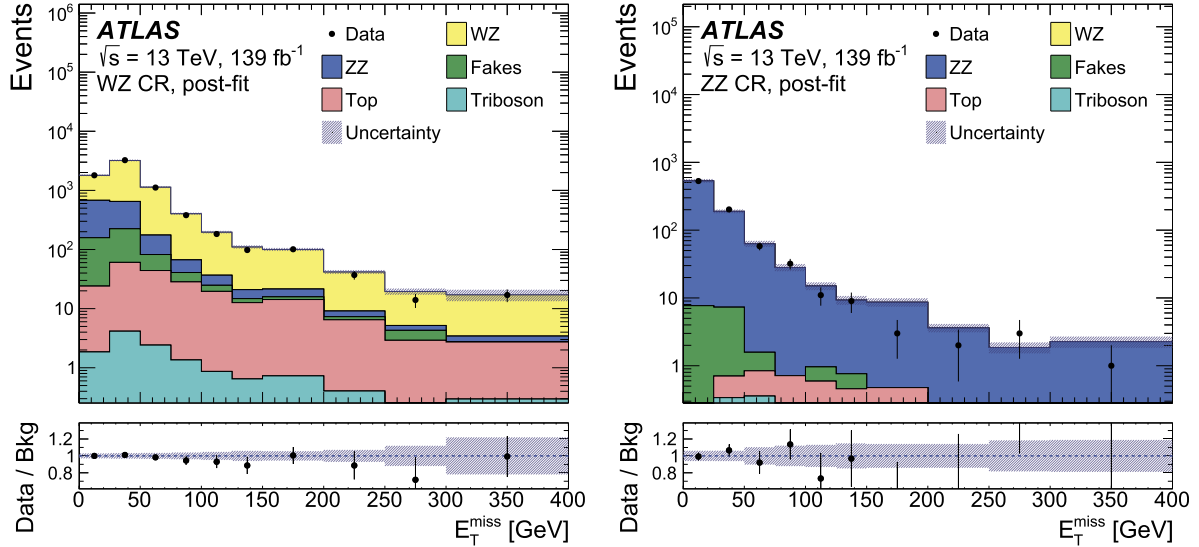 Events
ATLAS
√s = 13 TeV, 139 fb⁻¹
WZ CR, post-fit
Data
WZ
ZZ
Fakes
Top
Triboson
Uncertainty
10⁶
10⁵
10⁴
10³
10²
10
1
Data / Bkg
1.2
1
0.8
0 50 100 150 200 250 300 350 400
E_T^miss [GeV]
Events
ATLAS
√s = 13 TeV, 139 fb⁻¹
ZZ CR, post-fit
Data
WZ
ZZ
Fakes
Top
Triboson
Uncertainty
10⁵
10⁴
10³
10²
10
1
Data / Bkg
1.2
1
0.8
0 50 100 150 200 250 300 350 400
E_T^miss [GeV]